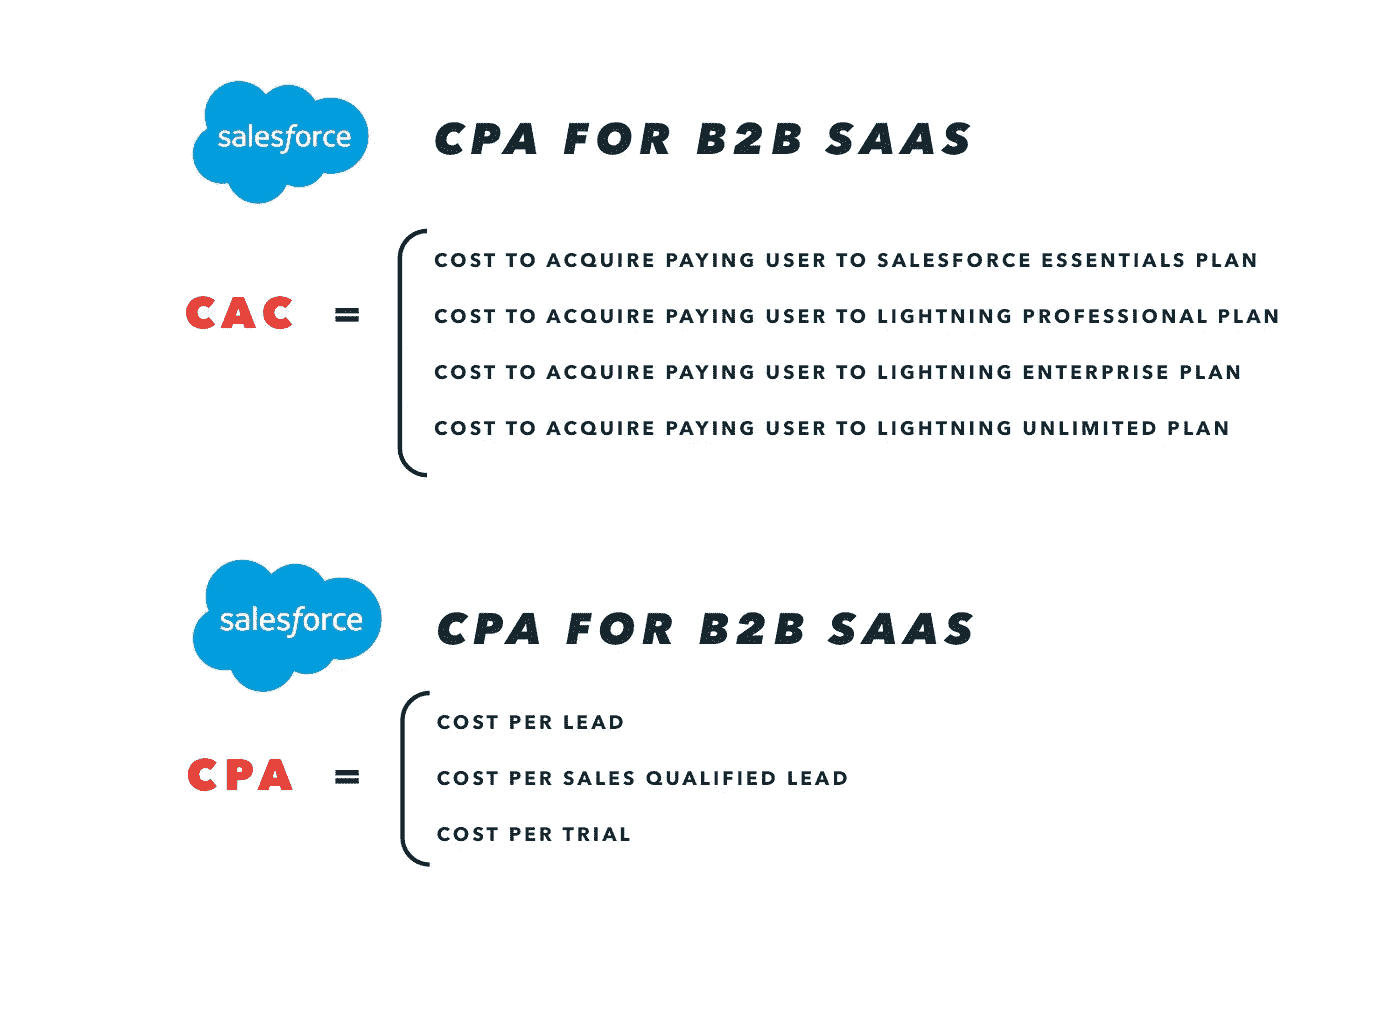 salesforce
CPA FOR B2B SAAS
COST TO ACQUIRE PAYING USER TO SALESFORCE ESSENTIALS PLAN
CAC =
COST TO ACQUIRE PAYING USER TO LIGHTNING PROFESSIONAL PLAN
COST TO ACQUIRE PAYING USER TO LIGHTNING ENTERPRISE PLAN
COST TO ACQUIRE PAYING USER TO LIGHTNING UNLIMITED PLAN
salesforce
CPA FOR B2B SAAS
COST PER LEAD
CPA =
COST PER SALES QUALIFIED LEAD
COST PER TRIAL